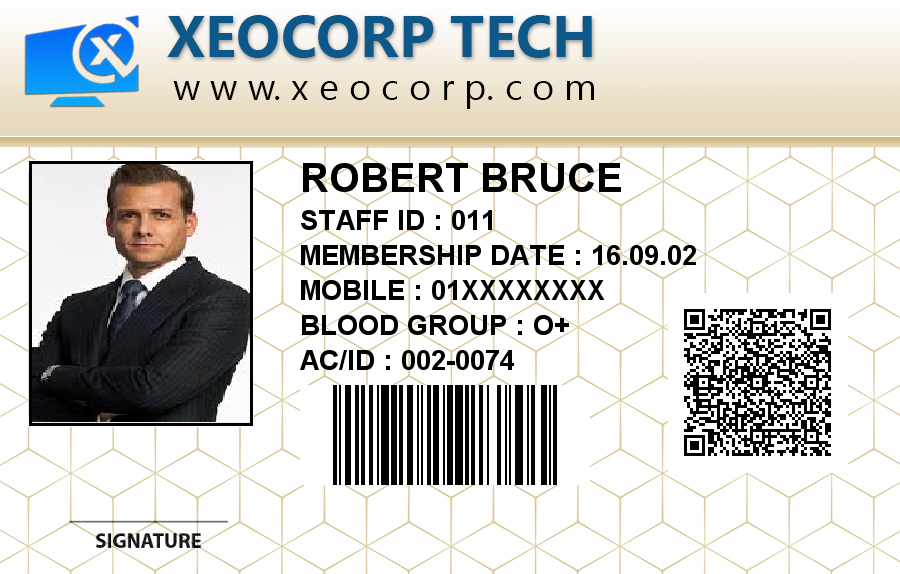 XEOCORP TECH
www.xeocorp.com
ROBERT BRUCE
STAFF ID : 011
MEMBERSHIP DATE : 16.09.02
MOBILE : 01XXXXXXXX
BLOOD GROUP : O+
AC/ID : 002-0074
SIGNATURE